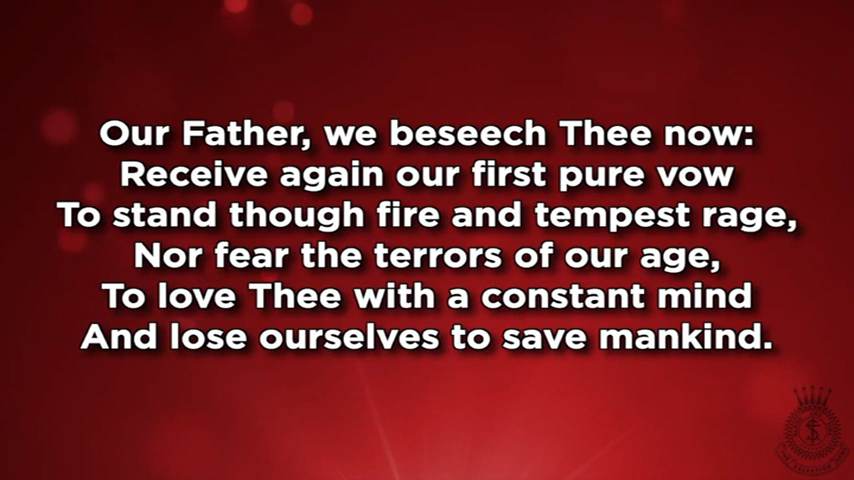 Our Father, we beseech Thee now:
Receive again our first pure vow
To stand though fire and tempest rage,
Nor fear the terrors of our age,
To love Thee with a constant mind
And lose ourselves to save mankind.